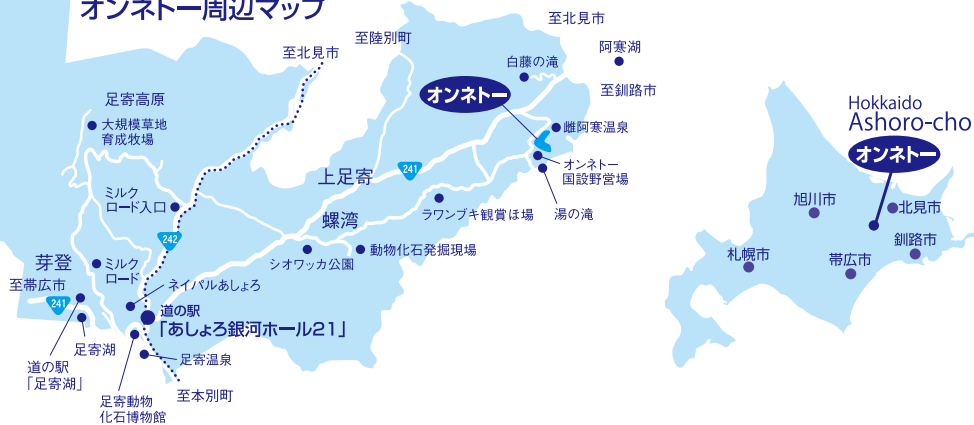 オンネトー周辺マップ
至北見市
至陸別町
至北見市
阿寒湖
白藤の滝
至釧路市
オンネトー
足寄高原
大規模草地
育成牧場
雌阿寒温泉
オンネトー
国設野営場
241
上足寄
湯の滝
ラワンブキ観賞ほ場
ミルク
ロード入口
螺湾
242
動物化石発掘現場
シオワッカ公園
芽登
ミルク
ロード
至帯広市
241
ネイパルあしょろ
道の駅
「あしょろ銀河ホール21」
足寄湖
足寄温泉
道の駅
「足寄湖」
至本別町
足寄動物
化石博物館
Hokkaido
Ashoro-cho
オンネトー
旭川市
北見市
釧路市
札幌市
帯広市